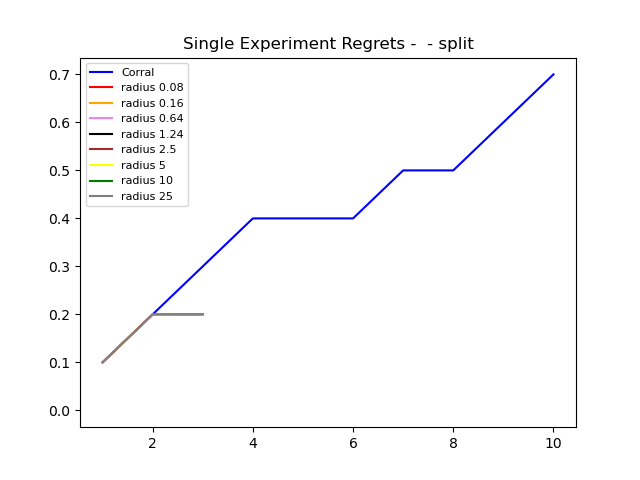 Single Experiment Regrets -  - split
Corral
radius 0.08
radius 0.16
radius 0.64
radius 1.24
radius 2.5
radius 5
radius 10
radius 25
0.7
0.6
0.5
0.4
0.3
0.2
0.1
0.0
2 4 6 8 10